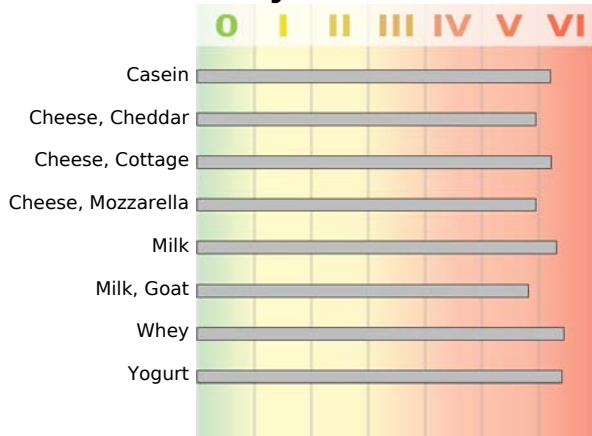 0 I II III IV V VI
Casein
Cheese, Cheddar
Cheese, Cottage
Cheese, Mozzarella
Milk
Milk, Goat
Whey
Yogurt